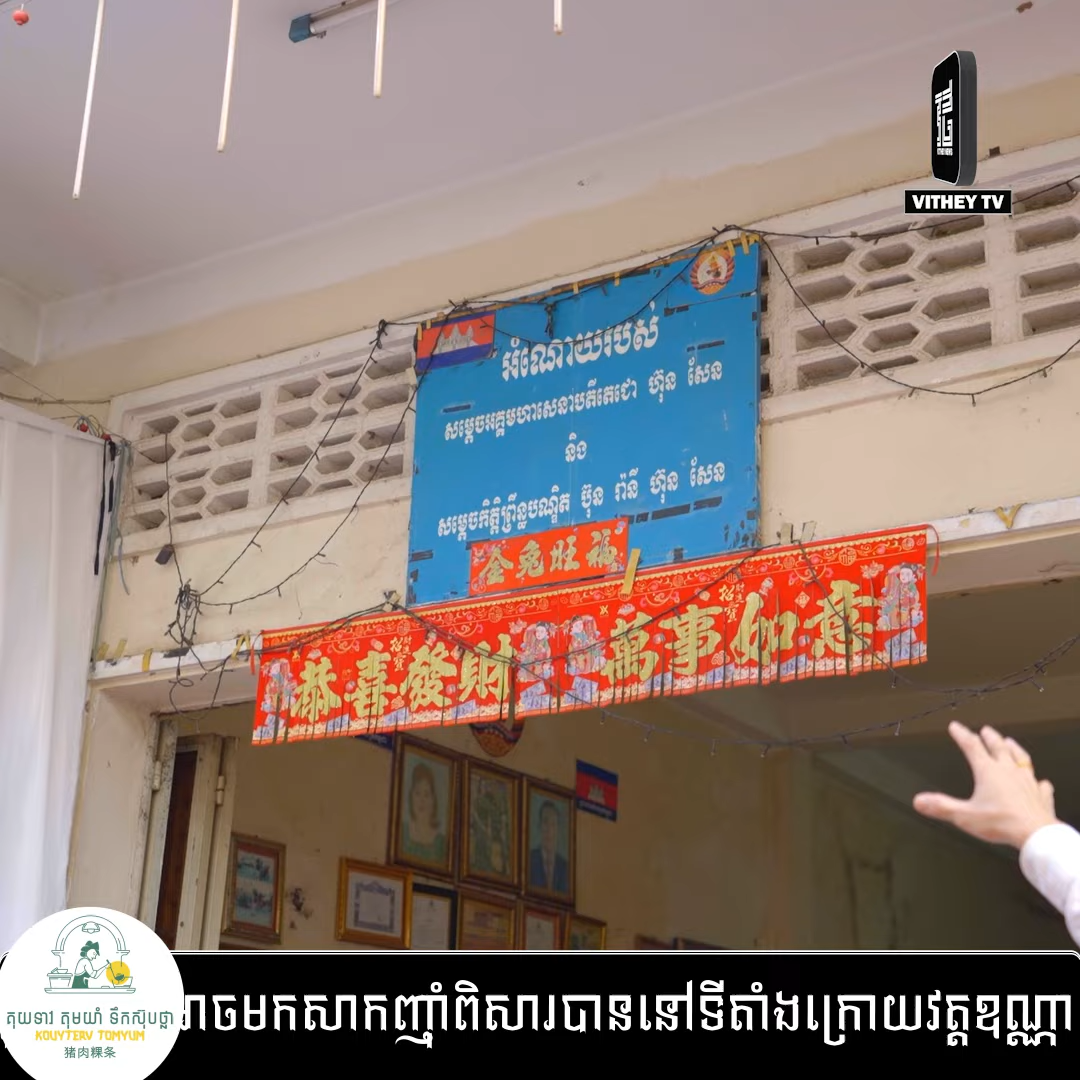 VITHEY TV
អំណោយរបស់
សម្តេចអគ្គមហាសេនាបតីតេជោ ហ៊ុន សែន
និង
សម្តេចកិត្តិព្រឹទ្ធបណ្ឌិត ប៊ុន រ៉ានី ហ៊ុន សែន
恭喜發財 萬事如意
គុយទាវ តុមយាំ ទឹកស៊ុបថ្លា
KOUYTERV TOMYUM
猪肉粿条
អាចមកសាកញ៉ាំពិសារបាននៅទីតាំងក្រោយវត្តឧណ្ណា